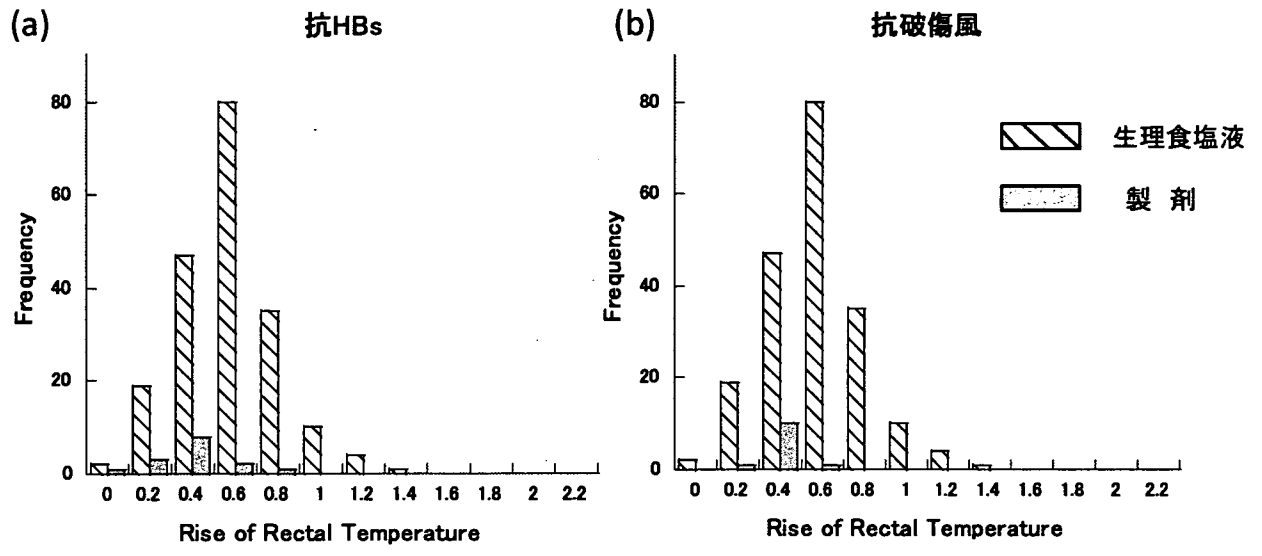 (a) 抗HBs
80
60
40
20
0
Frequency
0 0.2 0.4 0.6 0.8 1 1.2 1.4 1.6 1.8 2 2.2
Rise of Rectal Temperature
(b) 抗破傷風
80
60
40
20
0
Frequency
0 0.2 0.4 0.6 0.8 1 1.2 1.4 1.6 1.8 2 2.2
Rise of Rectal Temperature
生理食塩液
製 剤